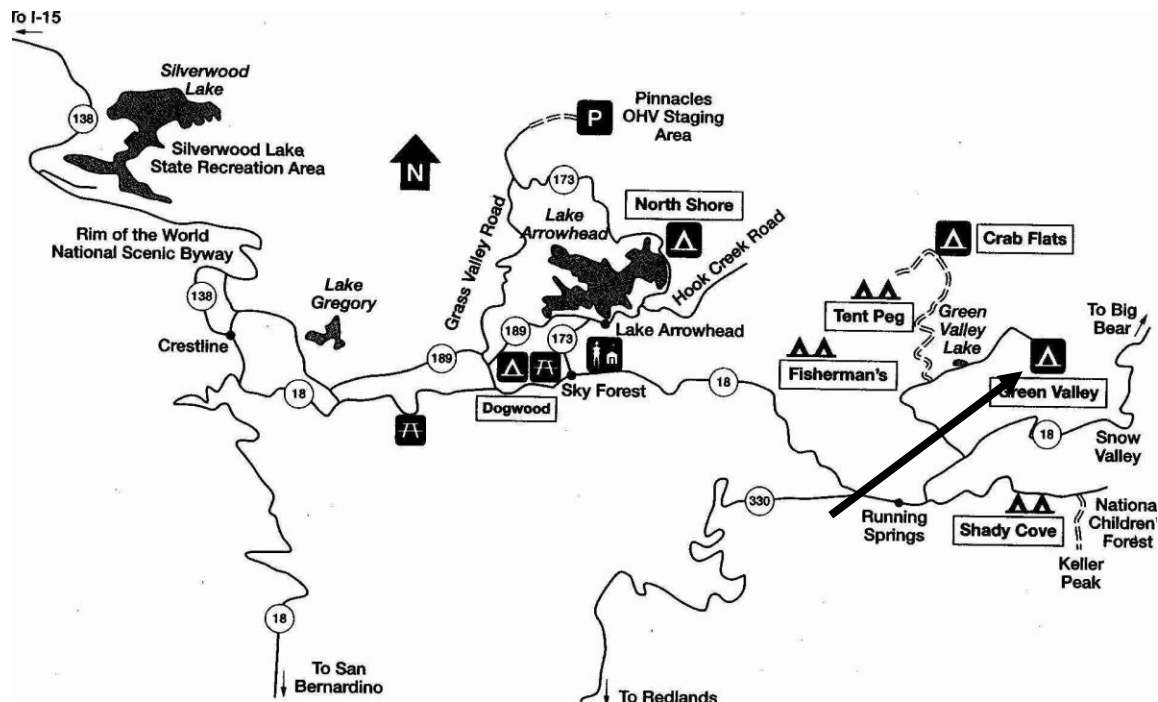 To I-15
Silverwood
Lake
138
Silverwood Lake
State Recreation Area
N
P
Pinnacles
OHV Staging
Area
173
North Shore
Lake
Arrowhead
Grass Valley Road
Hook Creek Road
Rim of the World
National Scenic Byway
138
Lake
Gregory
Crestline
189
189
173
Lake Arrowhead
18
Dogwood
Sky Forest
18
Crab Flats
Tent Peg
Green
Valley
Lake
Fisherman's
To Big
Bear
Green Valley
18
Snow
Valley
330
Running
Springs
Shady Cove
National
Children'
Forest
Keller
Peak
18
To San
Bernardino
To Redlands